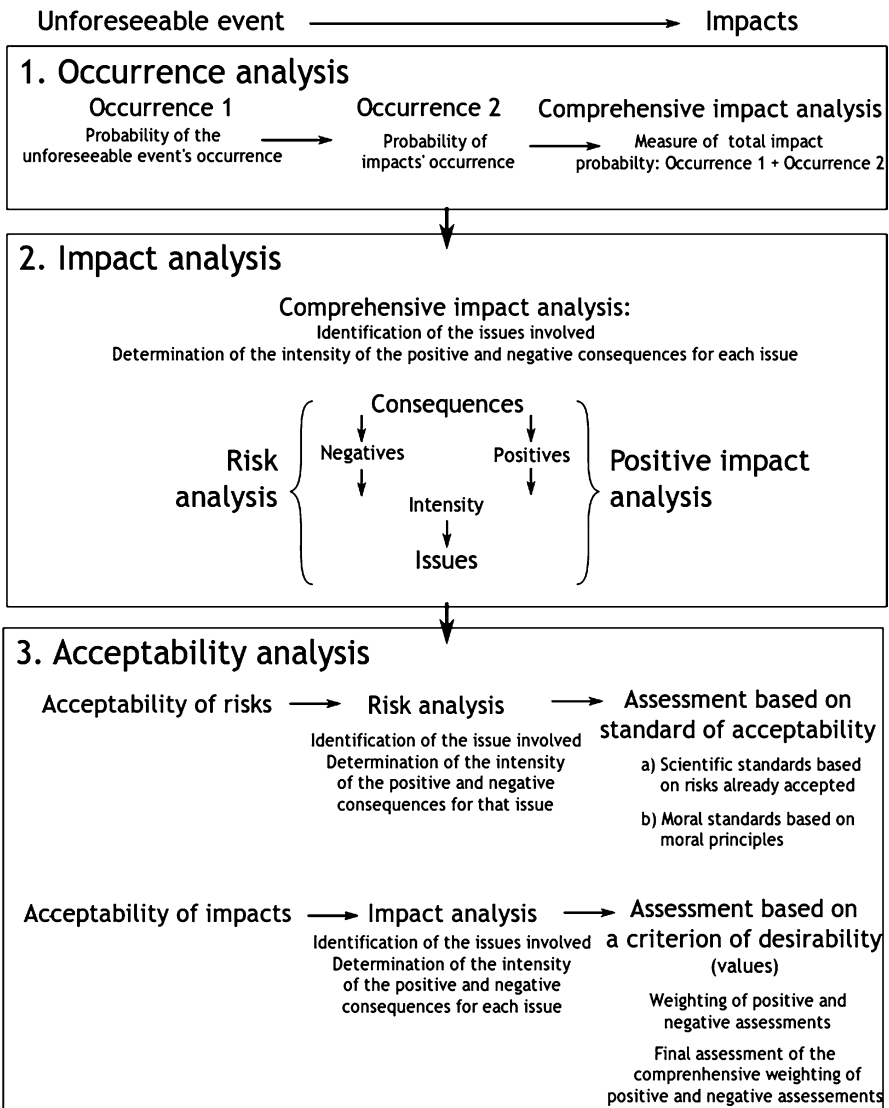 Unforeseeable event
Impacts
1. Occurrence analysis
Occurrence 1
Probability of the
unforeseeable event's occurrence
Occurrence 2
Probability of
impacts' occurrence
Comprehensive impact analysis
Measure of total impact
probabilty: Occurrence 1 + Occurrence 2
2. Impact analysis
Comprehensive impact analysis:
Identification of the issues involved
Determination of the intensity of the positive and negative consequences for each issue
Risk
analysis
Consequences
Negatives
Positives
Intensity
Issues
Positive impact
analysis
3. Acceptability analysis
Acceptability of risks
Risk analysis
Identification of the issue involved
Determination of the intensity
of the positive and negative
consequences for that issue
Assessment based on
standard of acceptability
a) Scientific standards based
on risks already accepted
b) Moral standards based on
moral principles
Acceptability of impacts
Impact analysis
Identification of the issues involved
Determination of the intensity
of the positive and negative
consequences for each issue
Assessment based on
a criterion of desirability
(values)
Weighting of positive and
negative assessments
Final assessment of the
comprenhensive weighting of
positive and negative assessements